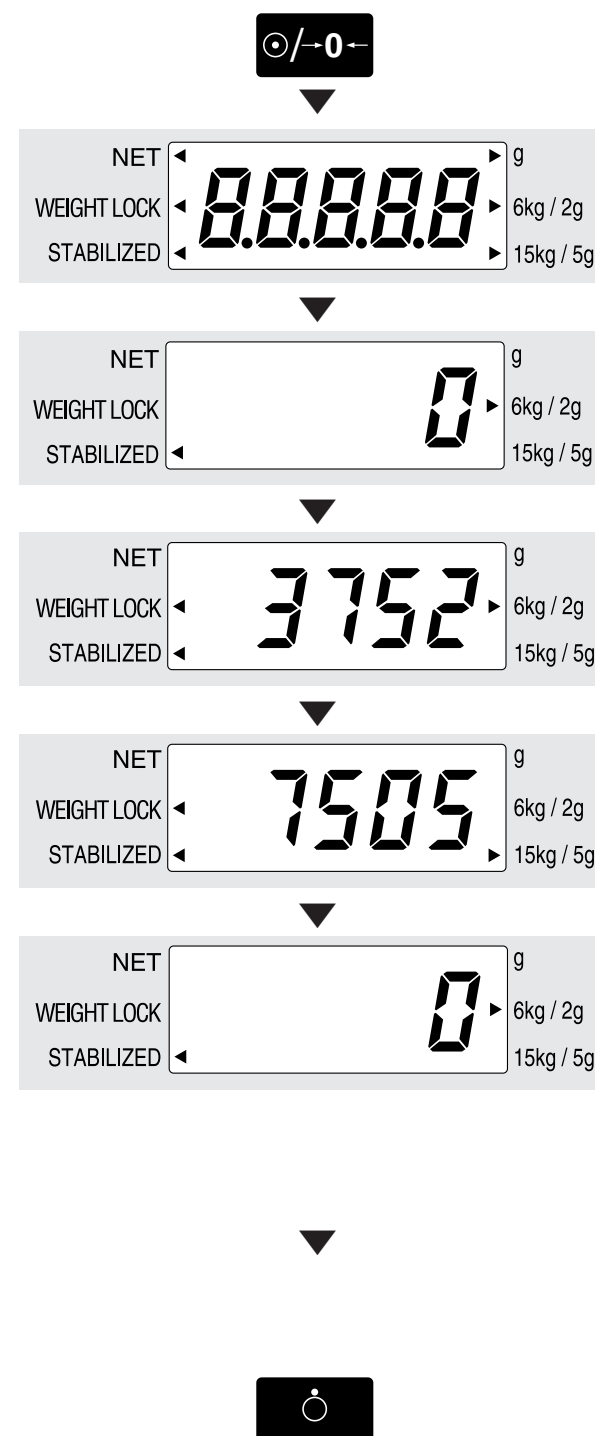 ⊙/→0←
NET g
WEIGHT LOCK 8.8.8.8.8 6kg / 2g
STABILIZED 15kg / 5g
NET g
WEIGHT LOCK 0 6kg / 2g
STABILIZED 15kg / 5g
NET g
WEIGHT LOCK 3752 6kg / 2g
STABILIZED 15kg / 5g
NET g
WEIGHT LOCK 7505 6kg / 2g
STABILIZED 15kg / 5g
NET g
WEIGHT LOCK 0 6kg / 2g
STABILIZED 15kg / 5g